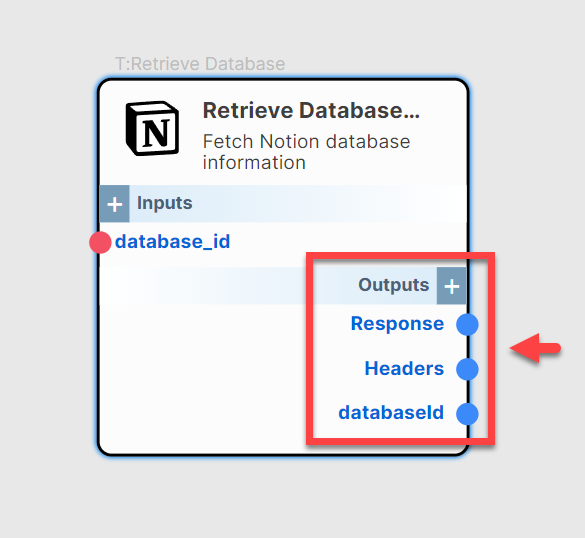 T:Retrieve Database
N
Retrieve Database...
Fetch Notion database
information
+ Inputs
database_id
Outputs +
Response
Headers
databaseId